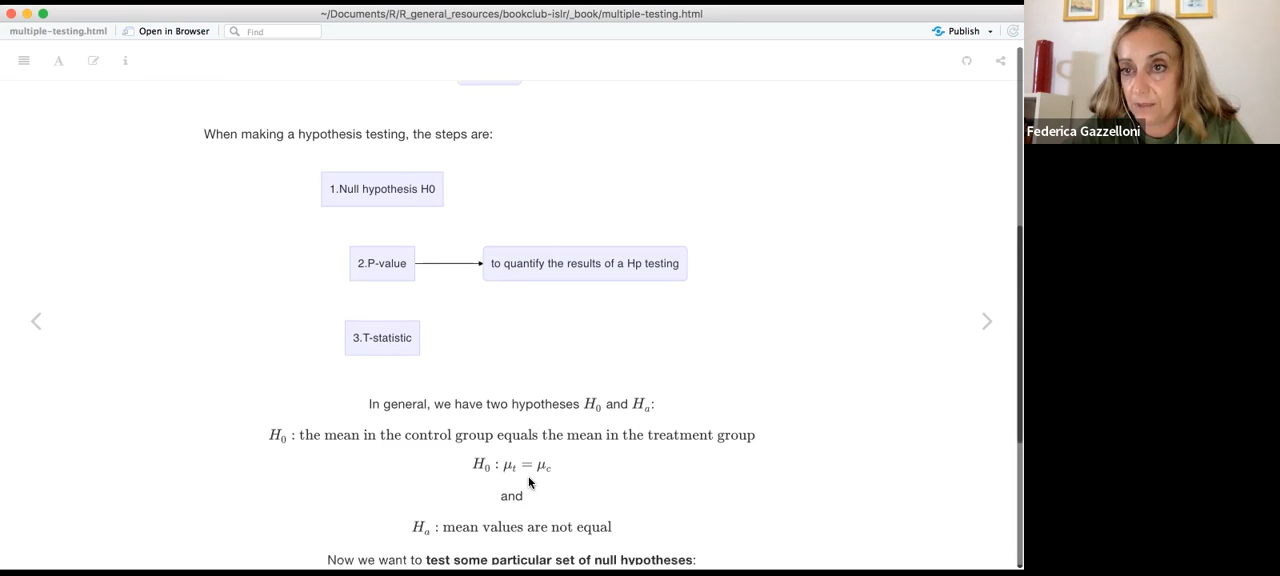 ~/Documents/R/R_general_resources/bookclub-islr/_book/multiple-testing.html
multiple-testing.html Open in Browser Find Publish
A i
Federica Gazzelloni
When making a hypothesis testing, the steps are:
1.Null hypothesis H0
2.P-value to quantify the results of a Hp testing
3.T-statistic
In general, we have two hypotheses H₀ and Hₐ:
H₀ : the mean in the control group equals the mean in the treatment group
H₀ : μₜ = μ_c
and
Hₐ : mean values are not equal
Now we want to test some particular set of null hypotheses: